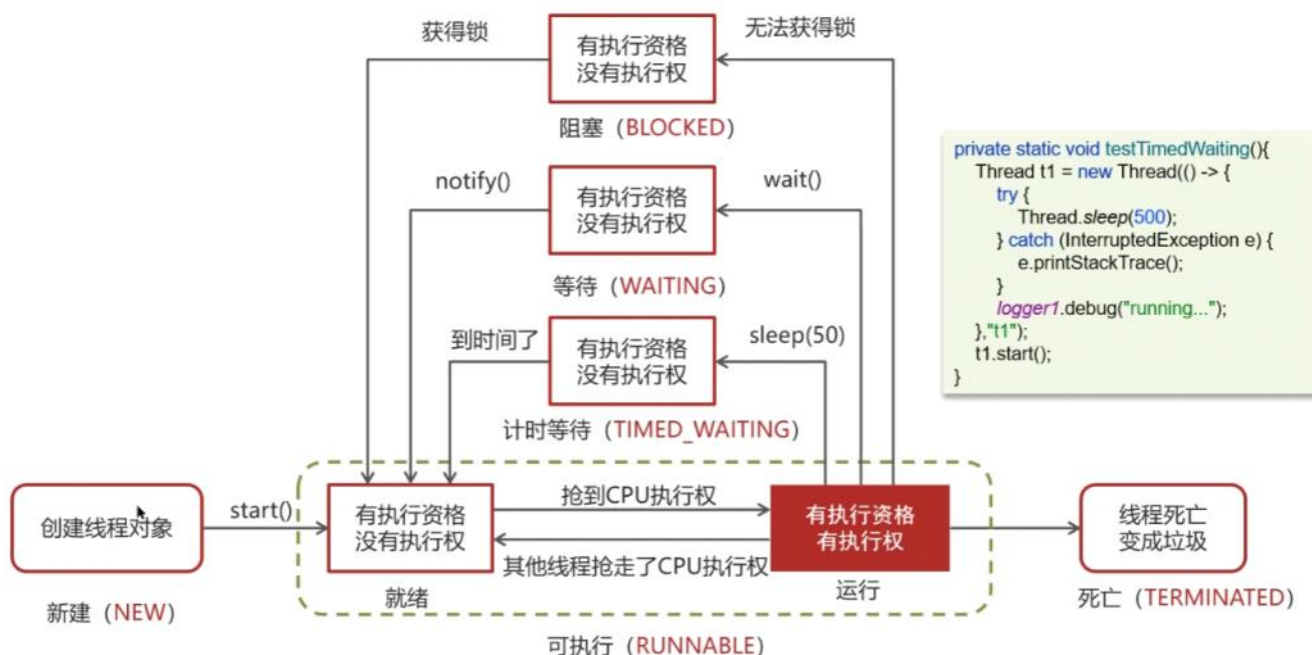 获得锁
有执行资格
没有执行权
无法获得锁
阻塞（BLOCKED）
notify()
有执行资格
没有执行权
wait()
等待（WAITING）
到时间了
有执行资格
没有执行权
sleep(50)
计时等待（TIMED_WAITING）
private static void testTimedWaiting(){
Thread t1 = new Thread(() -> {
try {
Thread.sleep(500);
} catch (InterruptedException e) {
e.printStackTrace();
}
logger1.debug("running...");
},"t1");
t1.start();
}
创建线程对象
新建（NEW）
start()
有执行资格
没有执行权
就绪
抢到CPU执行权
其他线程抢走了CPU执行权
有执行资格
有执行权
运行
可执行（RUNNABLE）
线程死亡
变成垃圾
死亡（TERMINATED）